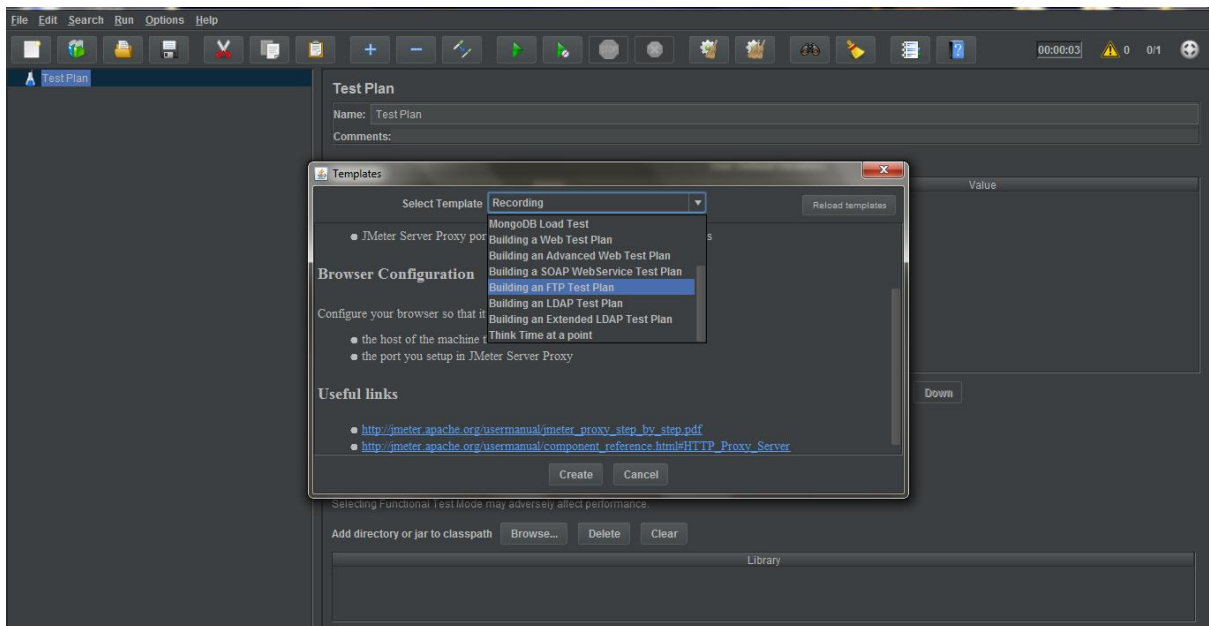 File Edit Search Run Options Help
00:00:03 0 0/1
Test Plan
Test Plan
Name: Test Plan
Comments:
Templates
Value
Select Template Recording Reload templates
MongoDB Load Test
JMeter Server Proxy por s
Building a Web Test Plan
Building an Advanced Web Test Plan
Browser Configuration Building a SOAP WebService Test Plan
Building an FTP Test Plan
Building an LDAP Test Plan
Configure your browser so that it
Building an Extended LDAP Test Plan
the host of the machine t Think Time at a point
the port you setup in JMeter Server Proxy
Useful links Down
http://jmeter.apache.org/usermanual/jmeter_proxy_step_by_step.pdf
http://jmeter.apache.org/usermanual/component_reference.html#HTTP_Proxy_Server
Create Cancel
Selecting Functional Test Mode may adversely affect performance.
Add directory or jar to classpath Browse... Delete Clear
Library